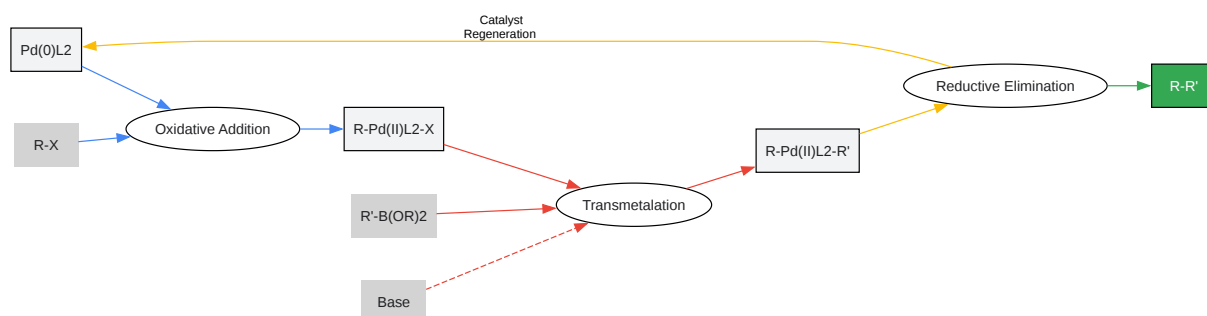 Catalyst
Regeneration
Pd(0)L2
Reductive Elimination
R-R'
Oxidative Addition
R-Pd(II)L2-X
R-X
R-Pd(II)L2-R'
Transmetalation
R'-B(OR)2
Base